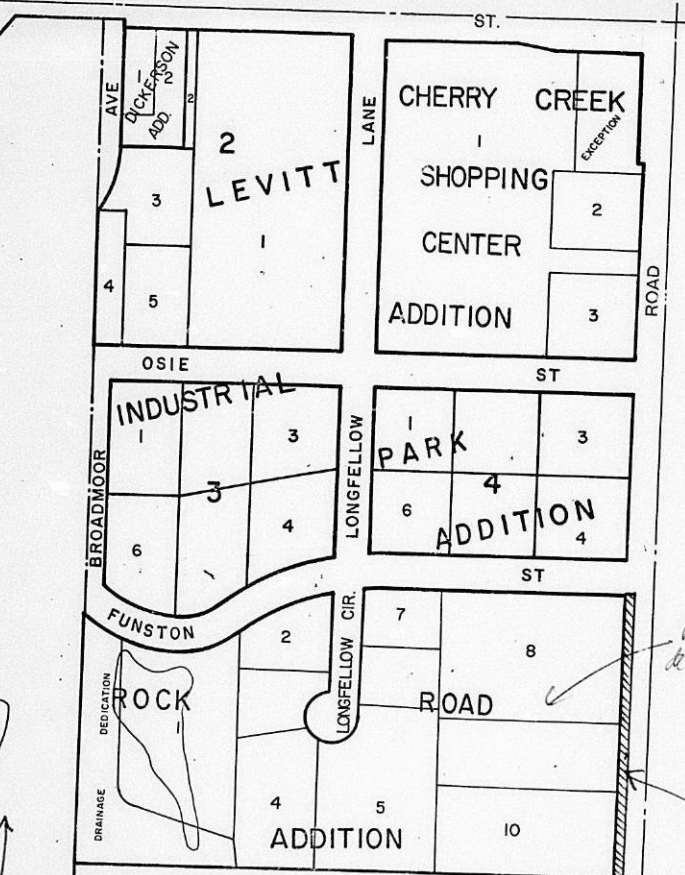 ST.
AVE
1
2
DICKERSON
ADD.
2
2
LEVITT
1
3
4
5
LANE
CHERRY CREEK
1
EXCEPTION
SHOPPING
2
CENTER
ADDITION
3
ROAD
OSIE
ST
INDUSTRIAL
1
3
3
6
4
BROADMOOR
LONGFELLOW
1
3
PARK
4
6
ADDITION
4
ST
FUNSTON
LONGFELLOW CIR.
2
7
8
DEDICATION
ROCK
1
ROAD
DRAINAGE
4
5
10
ADDITION